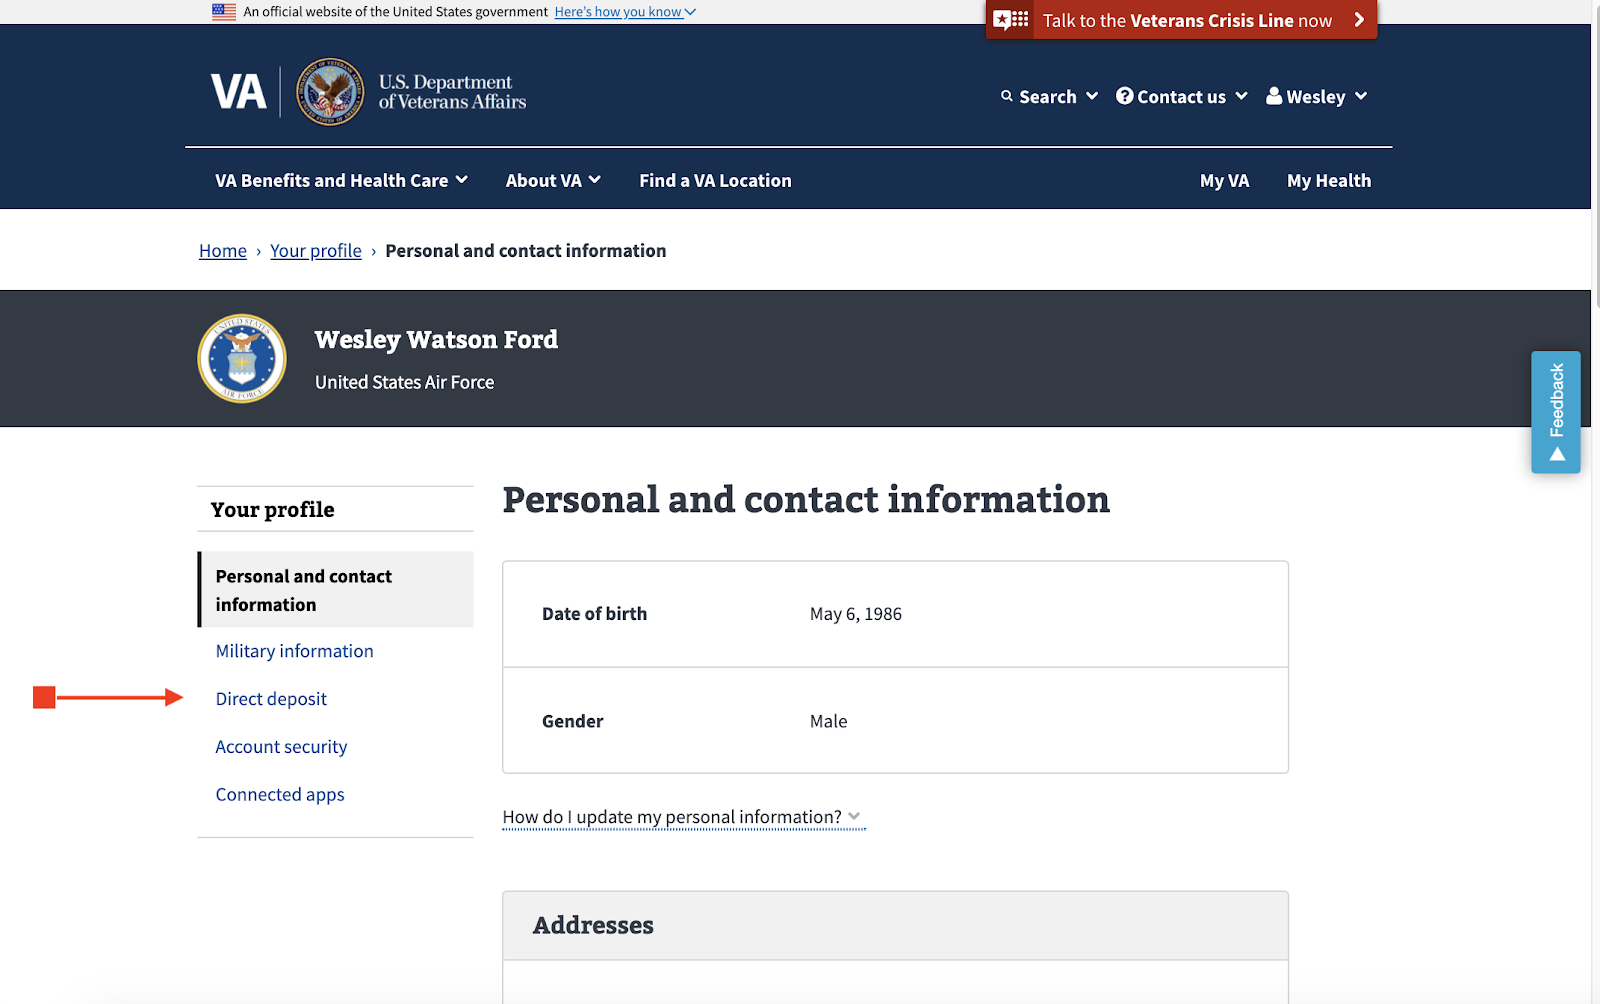 An official website of the United States government Here's how you know
Talk to the Veterans Crisis Line now
VA
U.S. Department
of Veterans Affairs
Search
Contact us
Wesley
VA Benefits and Health Care
About VA
Find a VA Location
My VA
My Health
Home › Your profile › Personal and contact information
UNITED STATES
AIR FORCE
Wesley Watson Ford
United States Air Force
Feedback
Your profile
Personal and contact
information
Military information
Direct deposit
Account security
Connected apps
Personal and contact information
Date of birth May 6, 1986
Gender Male
How do I update my personal information?
Addresses